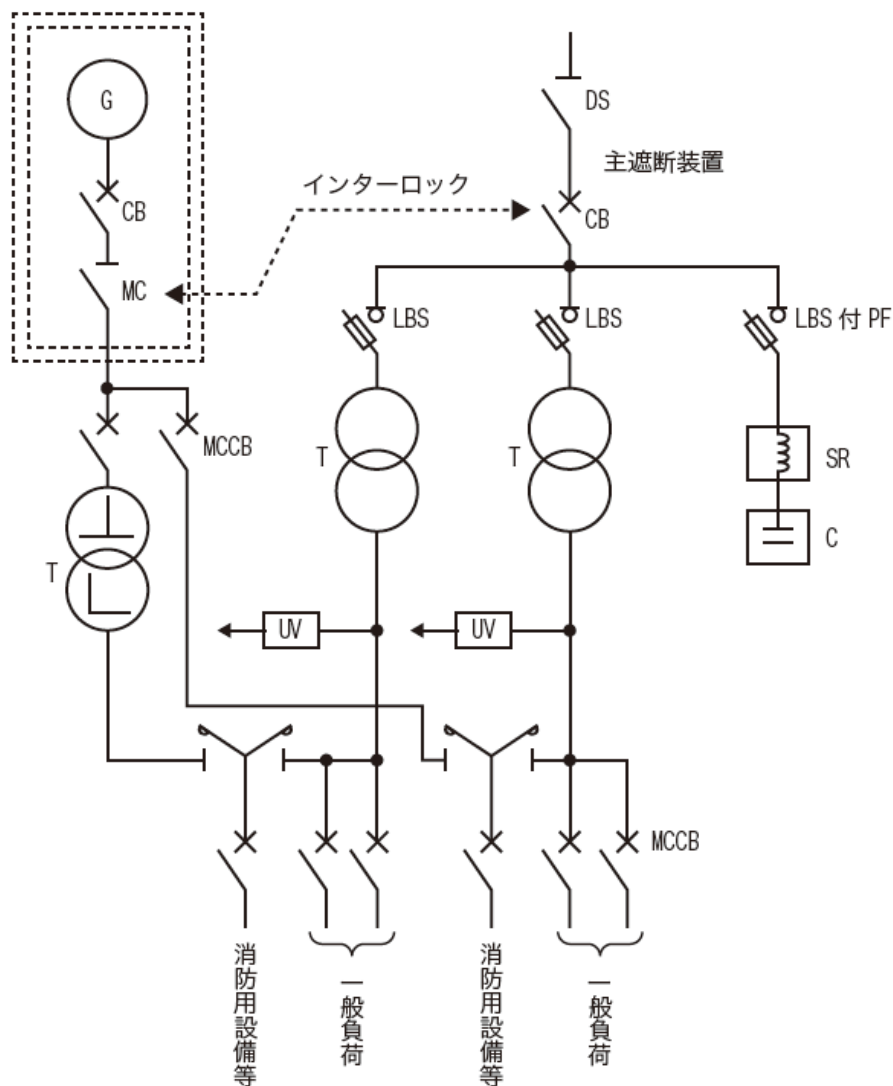 G
DS
主遮断装置
インターロック
CB
CB
MC
LBS
LBS
LBS 付 PF
MCCB
T
T
SR
C
T
UV
UV
MCCB
消防用設備等
一般負荷
消防用設備等
一般負荷